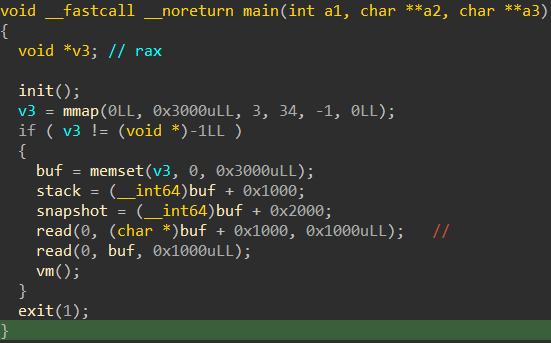 void __fastcall __noreturn main(int a1, char **a2, char **a3)
{
  void *v3; // rax

  init();
  v3 = mmap(0LL, 0x3000uLL, 3, 34, -1, 0LL);
  if ( v3 != (void *)-1LL )
  {
    buf = memset(v3, 0, 0x3000uLL);
    stack = (__int64)buf + 0x1000;
    snapshot = (__int64)buf + 0x2000;
    read(0, (char *)buf + 0x1000, 0x1000uLL);   //
    read(0, buf, 0x1000uLL);
    vm();
  }
  exit(1);
}